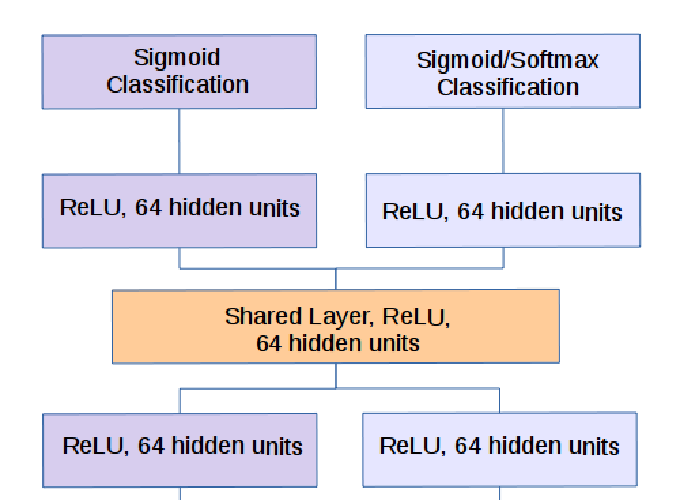 Sigmoid
Classification
Sigmoid/Softmax
Classification
ReLU, 64 hidden units
ReLU, 64 hidden units
Shared Layer, ReLU,
64 hidden units
ReLU, 64 hidden units
ReLU, 64 hidden units